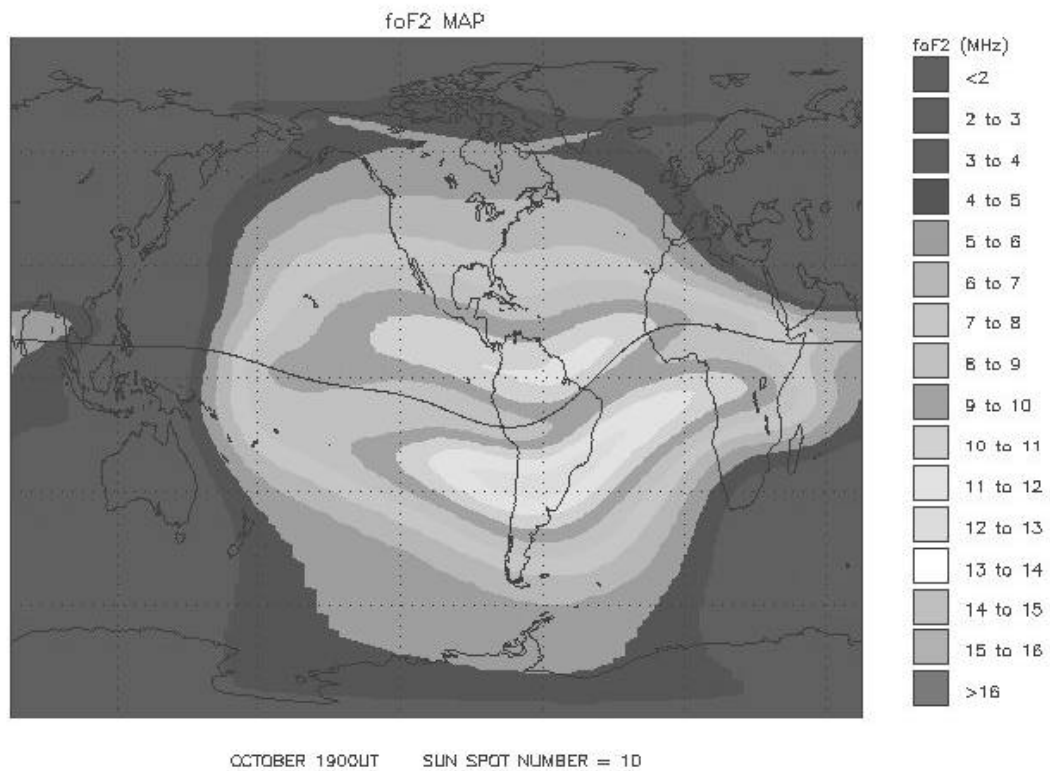 foF2 MAP
foF2 (MHz)
<2
2 to 3
3 to 4
4 to 5
5 to 6
6 to 7
7 to 8
8 to 9
9 to 10
10 to 11
11 to 12
12 to 13
13 to 14
14 to 15
15 to 16
>16
OCTOBER 1900UT SUN SPOT NUMBER = 10